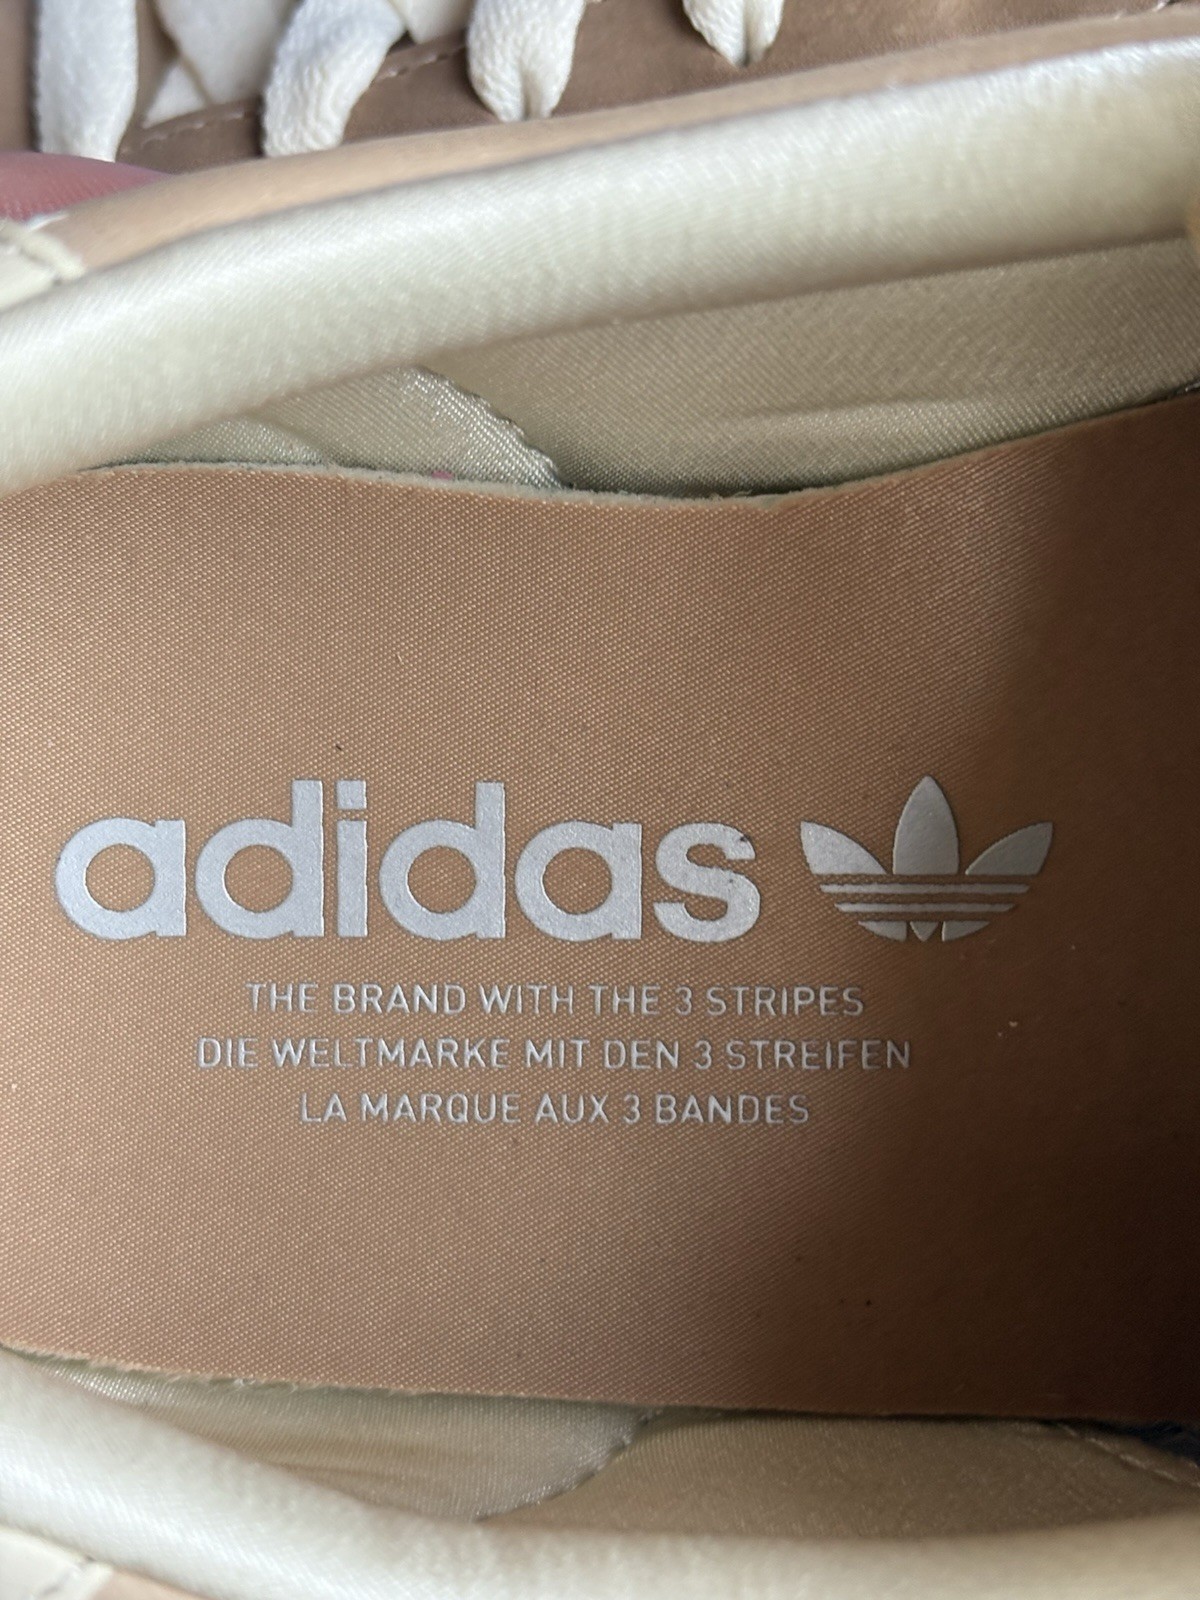 adidas
THE BRAND WITH THE 3 STRIPES
DIE WELTMARKE MIT DEN 3 STREIFEN
LA MARQUE AUX 3 BANDES